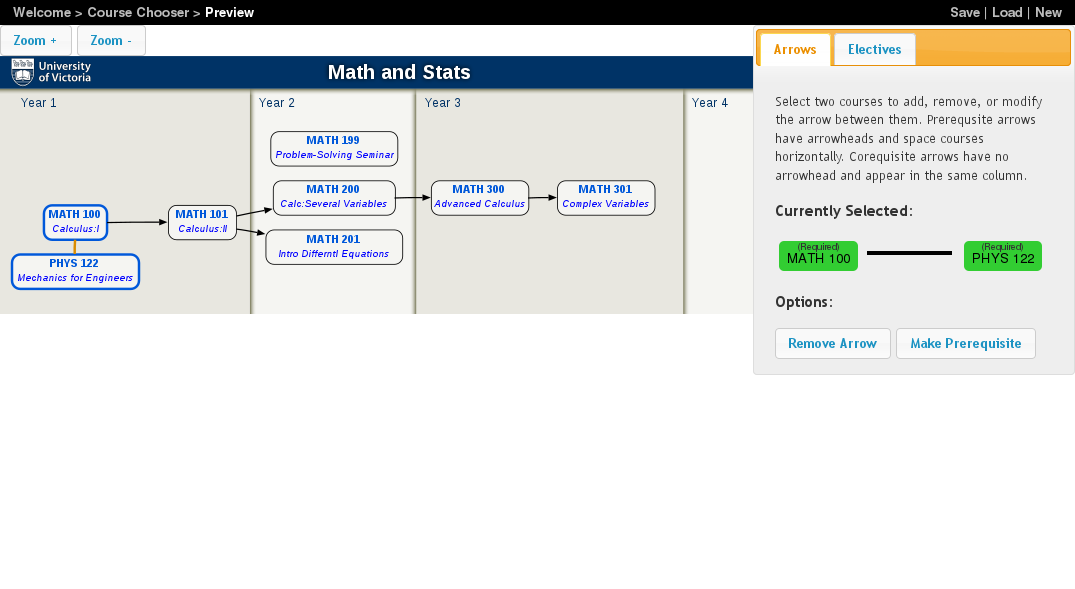 Welcome > Course Chooser > Preview
Save | Load | New
Zoom +
Zoom -
University
of Victoria
Math and Stats
Year 1
Year 2
Year 3
Year 4
MATH 199
Problem-Solving Seminar
MATH 200
Calc:Several Variables
MATH 300
Advanced Calculus
MATH 301
Complex Variables
MATH 100
Calculus:I
MATH 101
Calculus:II
MATH 201
Intro Differntl Equations
PHYS 122
Mechanics for Engineers
Arrows
Electives
Select two courses to add, remove, or modify
the arrow between them. Prerequsite arrows
have arrowheads and space courses
horizontally. Corequisite arrows have no
arrowhead and appear in the same column.
Currently Selected:
(Required)
MATH 100
(Required)
PHYS 122
Options:
Remove Arrow
Make Prerequisite